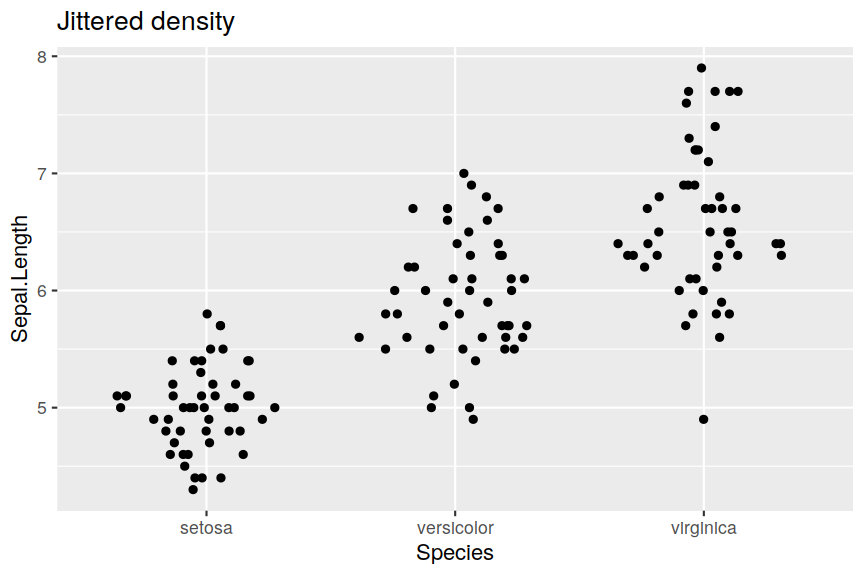 Jittered density
8
7
6
5
Sepal.Length
setosa
versicolor
virginica
Species